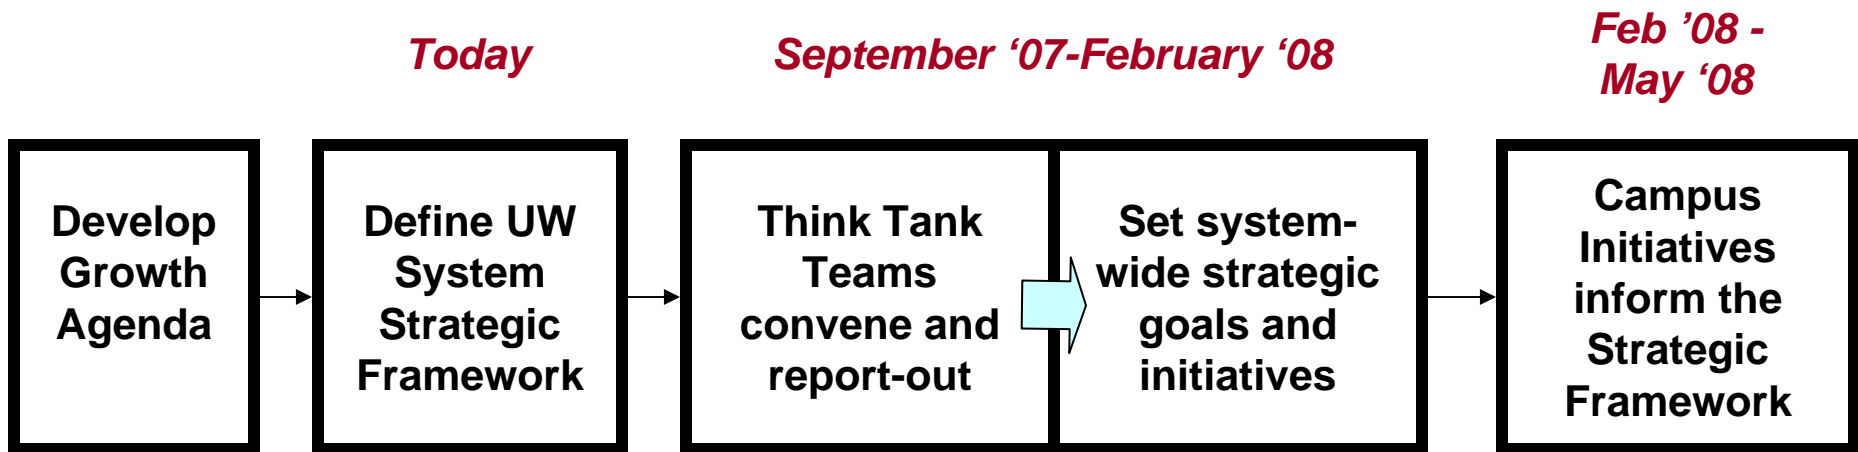 Today
September ‘07-February ‘08
Feb ’08 -
May ‘08
Develop
Growth
Agenda
Define UW
System
Strategic
Framework
Think Tank
Teams
convene and
report-out
Set system-
wide strategic
goals and
initiatives
Campus
Initiatives
inform the
Strategic
Framework